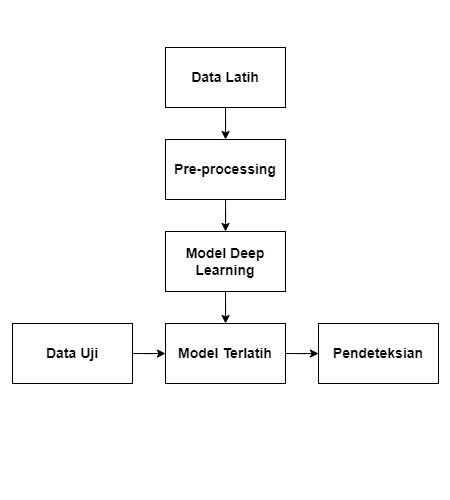 Data Latih
Pre-processing
Model Deep
Learning
Data Uji
Model Terlatih
Pendeteksian